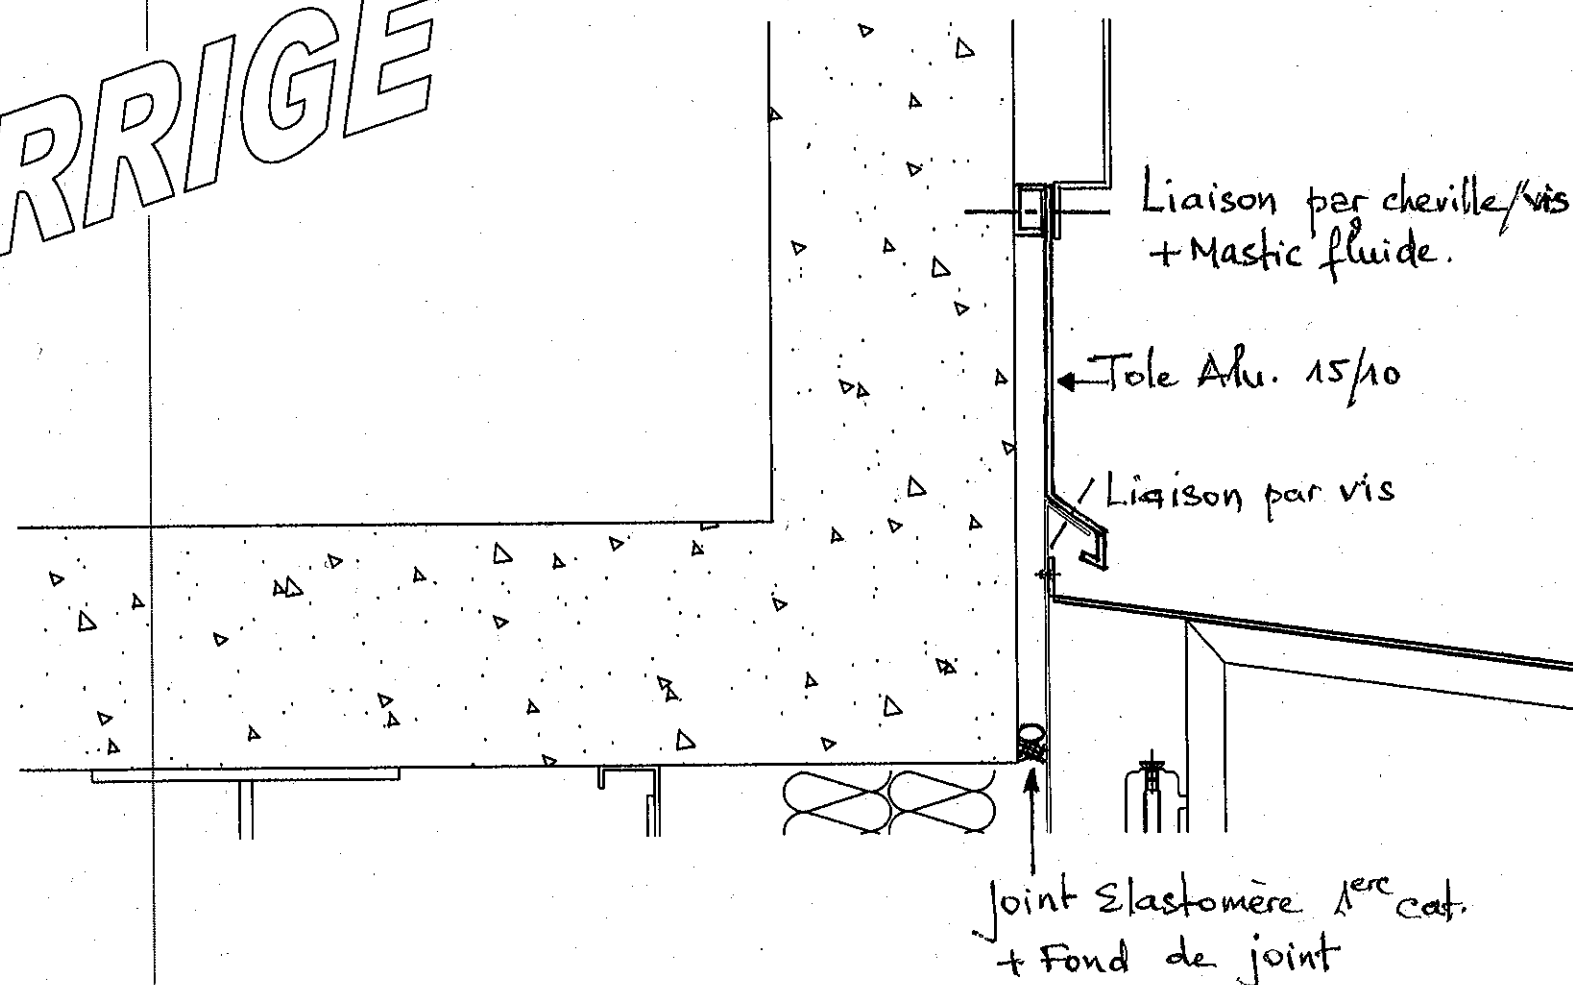 RRIGE
Liaison par cheville/vis
+ Mastic fluide.
Tole Alu. 15/10
Liaison par vis
Joint Elastomère 1ere cat.
+ Fond de joint